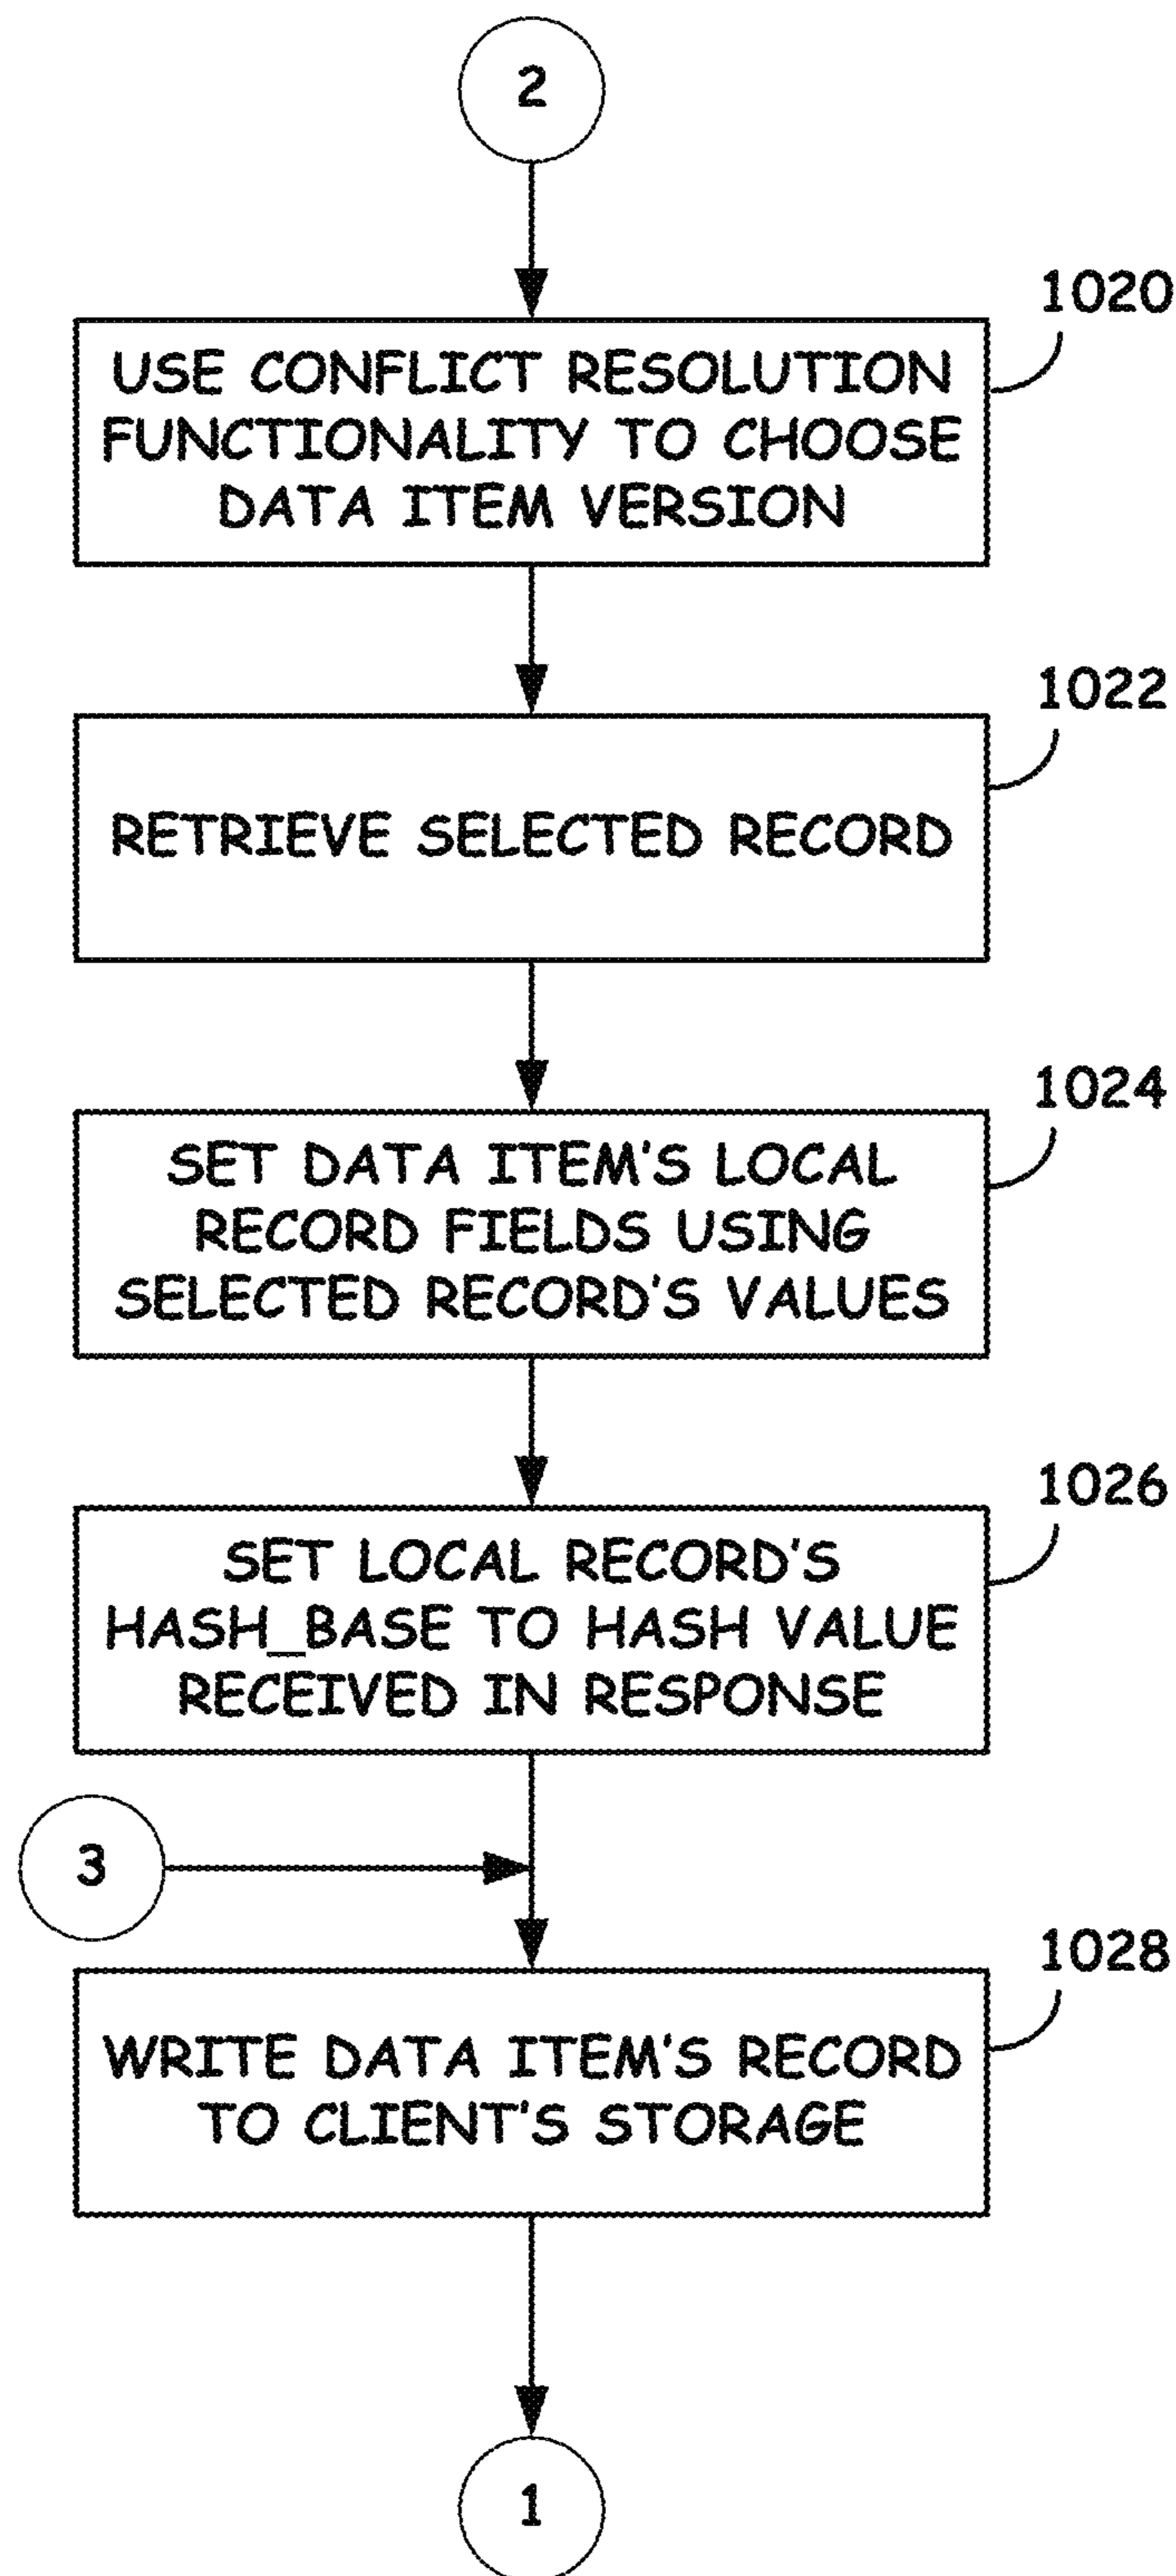 2
1020
USE CONFLICT RESOLUTION
FUNCTIONALITY TO CHOOSE
DATA ITEM VERSION
1022
RETRIEVE SELECTED RECORD
1024
SET DATA ITEM'S LOCAL
RECORD FIELDS USING
SELECTED RECORD'S VALUES
1026
SET LOCAL RECORD'S
HASH_BASE TO HASH VALUE
RECEIVED IN RESPONSE
3
1028
WRITE DATA ITEM'S RECORD
TO CLIENT'S STORAGE
1